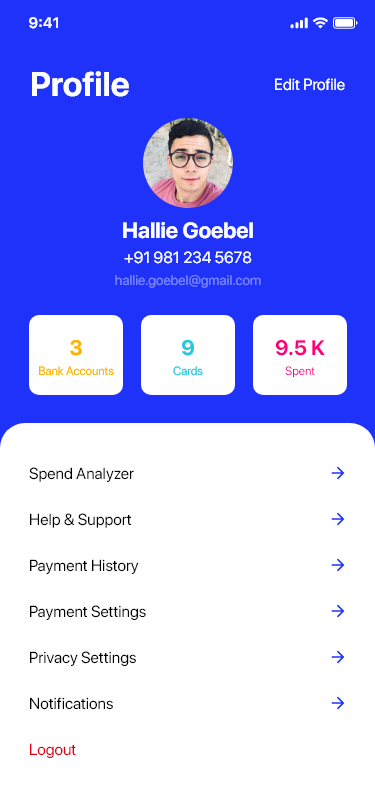 9:41
Profile
Edit Profile
Hallie Goebel
+91 981 234 5678
hallie.goebel@gmail.com
3
Bank Accounts
9
Cards
9.5 K
Spent
Spend Analyzer
Help & Support
Payment History
Payment Settings
Privacy Settings
Notifications
Logout